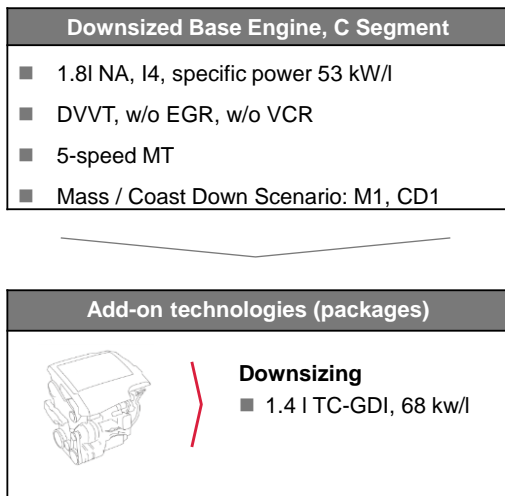 Downsized Base Engine, C Segment
1.8l NA, I4, specific power 53 kW/l
DVVT, w/o EGR, w/o VCR
5-speed MT
Mass / Coast Down Scenario: M1, CD1
Add-on technologies (packages)
Downsizing
1.4 l TC-GDI, 68 kw/l